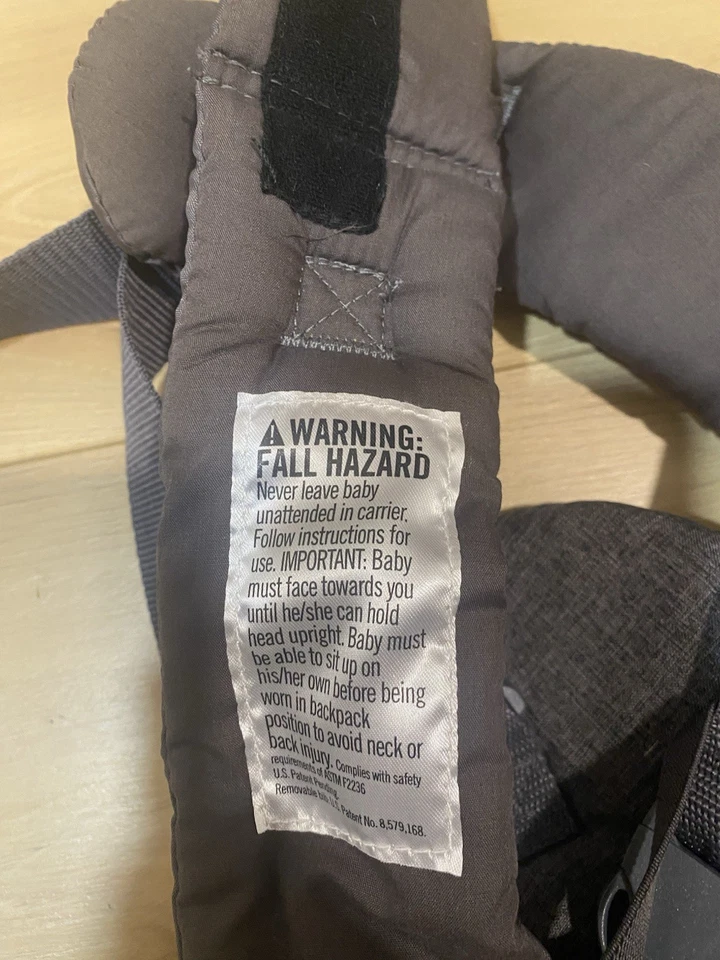 WARNING:
FALL HAZARD
Never leave baby
unattended in carrier.
Follow instructions for
use. IMPORTANT: Baby
must face towards you
until he/she can hold
head upright. Baby must
be able to sit up on
his/her own before being
worn in backpack
position to avoid neck or
back injury. Complies with safety
requirements of ASTM F2236
U.S. Patent Pending.
Removable bib U.S. Patent No. 8,579,168.